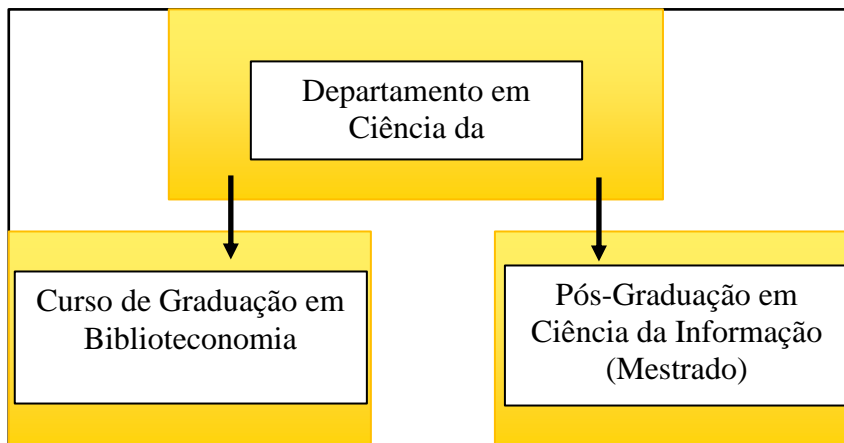 Departamento em
Ciência da
Curso de Graduação em
Biblioteconomia
Pós-Graduação em
Ciência da Informação
(Mestrado)